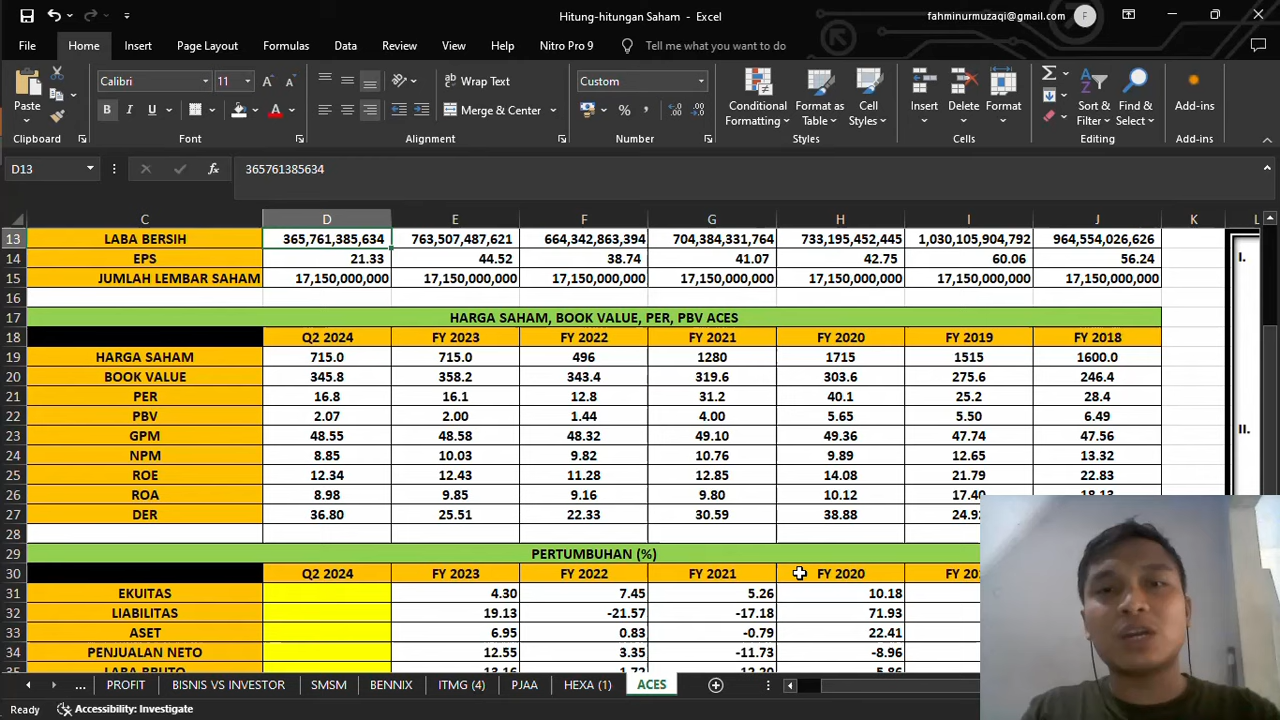 Hitung-hitungan Saham - Excel
fahminurmuzaqi@gmail.com F
File Home Insert Page Layout Formulas Data Review View Help Nitro Pro 9 Tell me what you want to do
Paste
Calibri 11
Wrap Text
Merge & Center
Custom
Conditional Formatting Format as Table Cell Styles
Insert Delete Format
Sort & Filter Find & Select
Add-ins
Clipboard Font Alignment Number Styles Cells Editing Add-ins
D13 fx 365761385634
C D E F G H I J K L
13 LABA BERSIH 365,761,385,634 763,507,487,621 664,342,863,394 704,384,331,764 733,195,452,445 1,030,105,904,792 964,554,026,626
14 EPS 21.33 44.52 38.74 41.07 42.75 60.06 56.24 I.
15 JUMLAH LEMBAR SAHAM 17,150,000,000 17,150,000,000 17,150,000,000 17,150,000,000 17,150,000,000 17,150,000,000 17,150,000,000
16
17 HARGA SAHAM, BOOK VALUE, PER, PBV ACES
18 Q2 2024 FY 2023 FY 2022 FY 2021 FY 2020 FY 2019 FY 2018
19 HARGA SAHAM 715.0 715.0 496 1280 1715 1515 1600.0
20 BOOK VALUE 345.8 358.2 343.4 319.6 303.6 275.6 246.4
21 PER 16.8 16.1 12.8 31.2 40.1 25.2 28.4
22 PBV 2.07 2.00 1.44 4.00 5.65 5.50 6.49
23 GPM 48.55 48.58 48.32 49.10 49.36 47.74 47.56 II.
24 NPM 8.85 10.03 9.82 10.76 9.89 12.65 13.32
25 ROE 12.34 12.43 11.28 12.85 14.08 21.79 22.83
26 ROA 8.98 9.85 9.16 9.80 10.12 17.40
27 DER 36.80 25.51 22.33 30.59 38.88
28
29 PERTUMBUHAN (%)
30 Q2 2024 FY 2023 FY 2022 FY 2021 FY 2020
31 EKUITAS 4.30 7.45 5.26 10.18
32 LIABILITAS 19.13 -21.57 -17.18 71.93
33 ASET 6.95 0.83 -0.79 22.41
34 PENJUALAN NETO 12.55 3.35 -11.73 -8.96
... PROFIT BISNIS VS INVESTOR SMSM BENNIX ITMG (4) PJAA HEXA (1) ACES
Ready Accessibility: Investigate